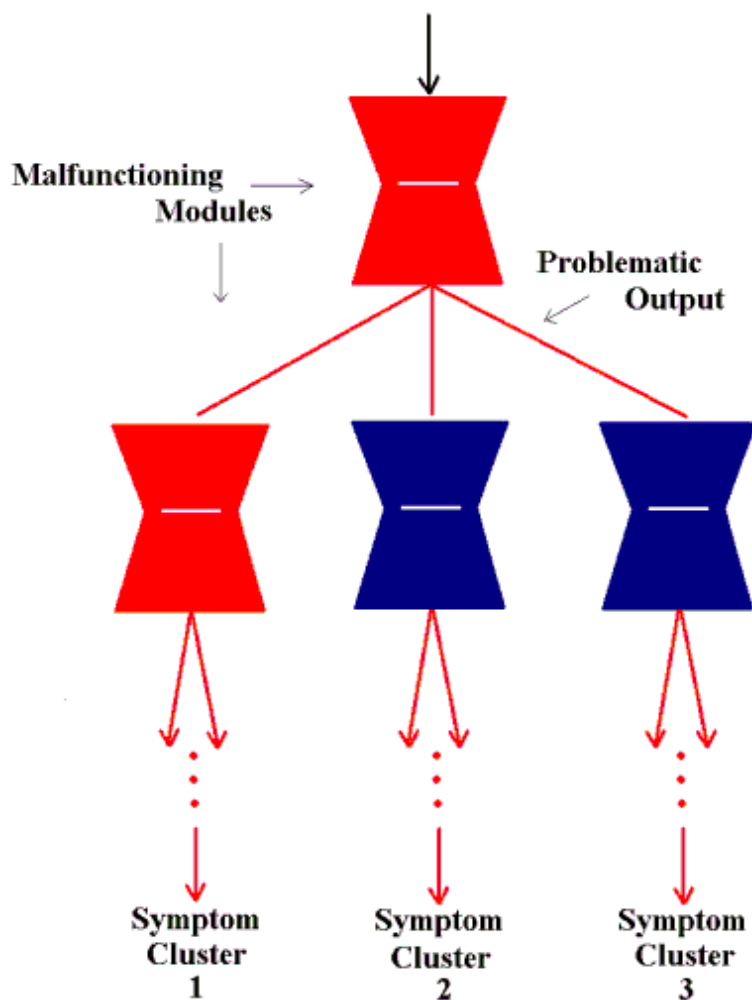 Malfunctioning
Modules
Problematic
Output
Symptom
Cluster
1
Symptom
Cluster
2
Symptom
Cluster
3